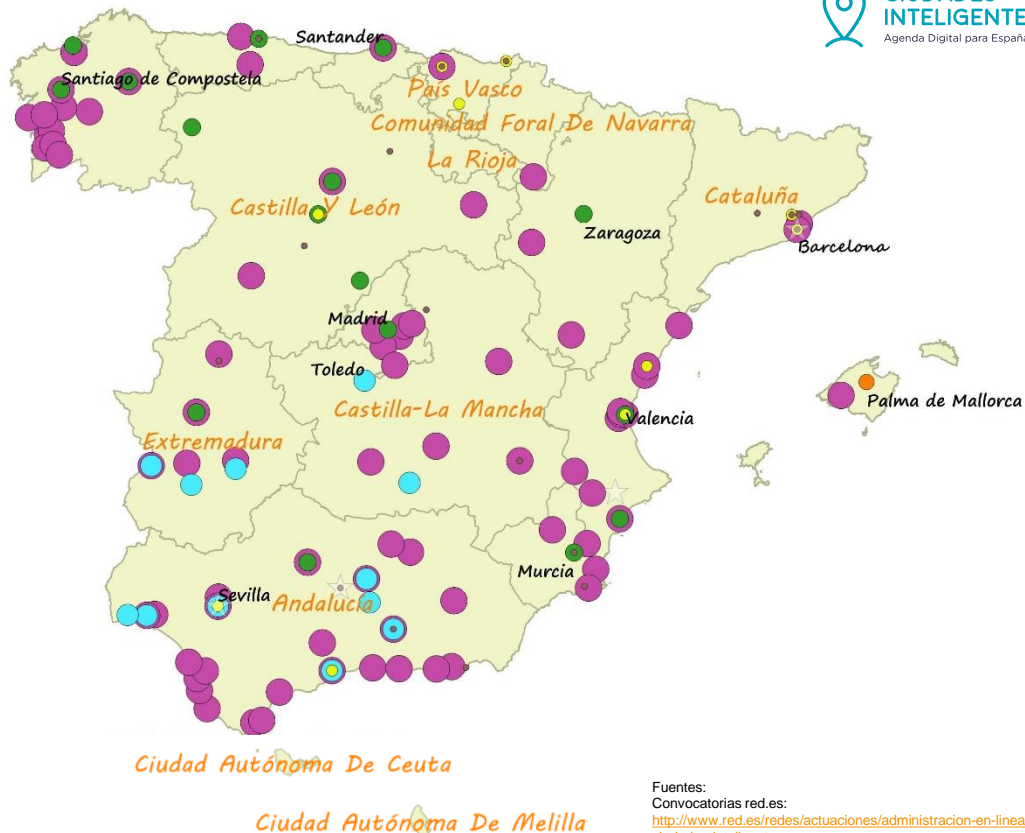 INTELIGENTE
Agenda Digital para España
Santander
Santiago de Compostela
País Vasco
Comunidad Foral De Navarra
La Rioja
Cataluña
Castilla Y León
Zaragoza
Barcelona
Madrid
Toledo
Palma de Mallorca
Castilla-La Mancha
Valencia
Extremadura
Murcia
Sevilla
Andalucía
Ciudad Autónoma De Ceuta
Ciudad Autónoma De Melilla
Fuentes:
Convocatorias red.es:
http://www.red.es/redes/actuaciones/administracion-en-linea